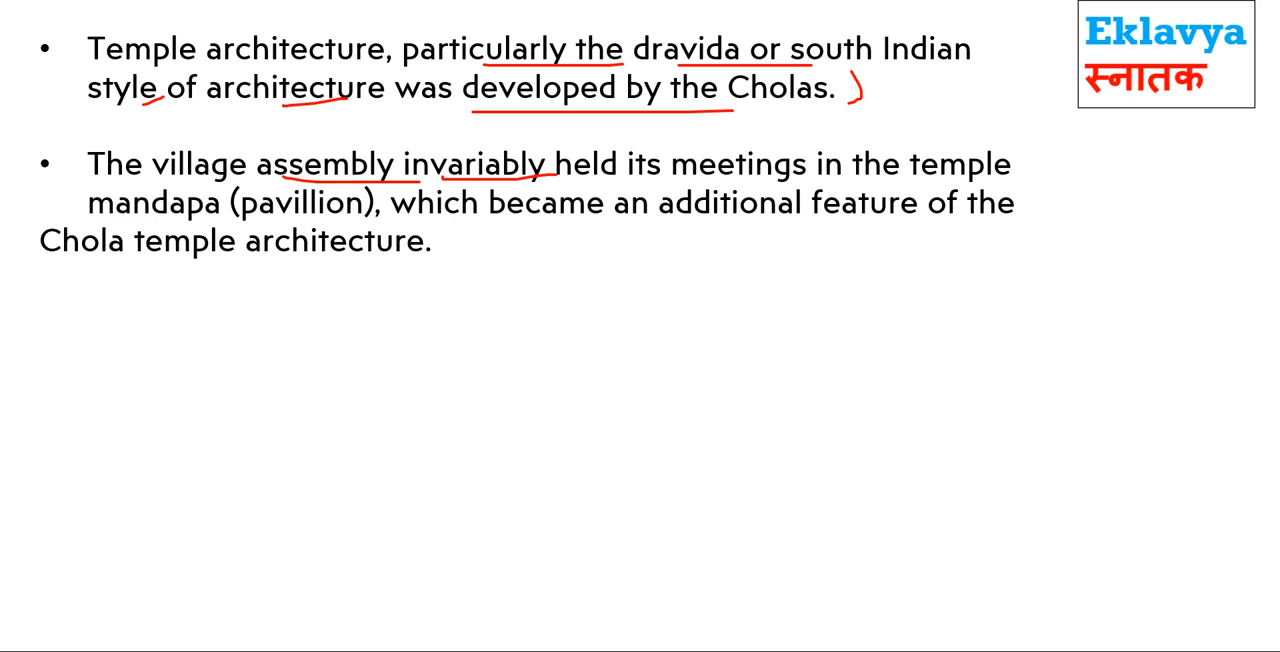 Eklavya
स्नातक
• Temple architecture, particularly the dravida or south Indian
style of architecture was developed by the Cholas.
• The village assembly invariably held its meetings in the temple
mandapa (pavillion), which became an additional feature of the
Chola temple architecture.